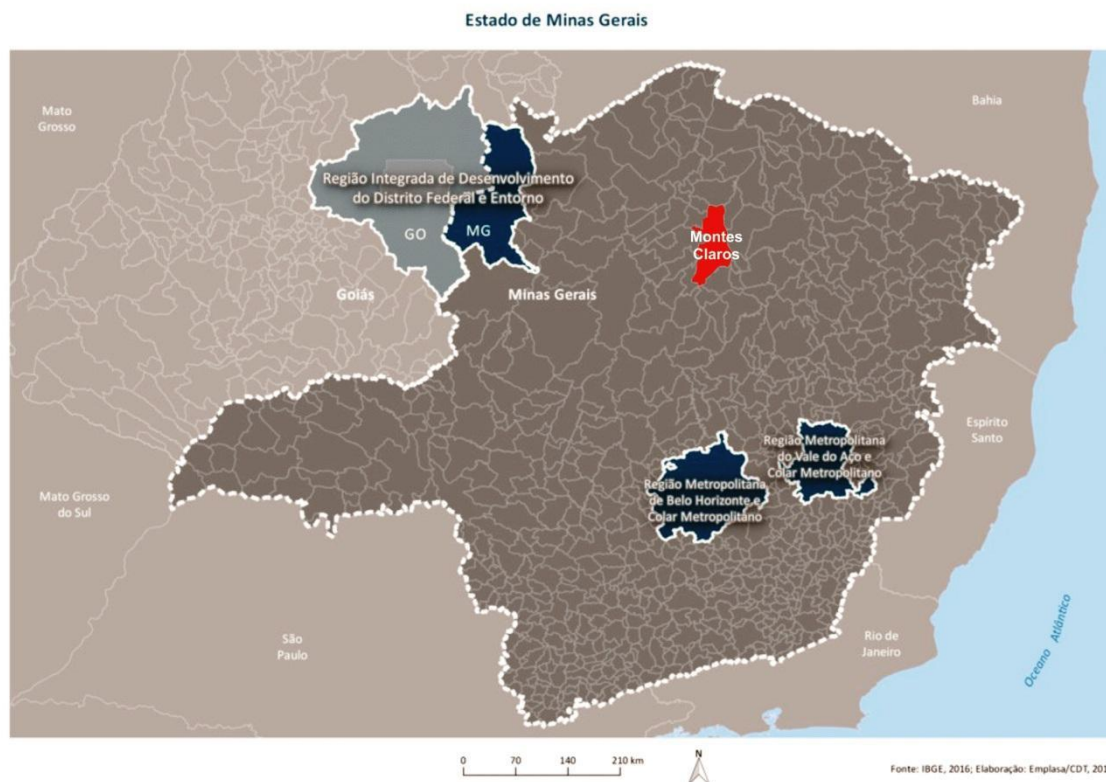 Estado de Minas Gerais
Mato
Grosso
Bahia
Região Integrada de Desenvolvimento
do Distrito Federal e Entorno
GO
MG
Montes
Claros
Goiás
Minas Gerais
Espírito
Santo
Região Metropolitana
do Vale do Aço e
Colar Metropolitano
Região Metropolitana
de Belo Horizonte e
Colar Metropolitano
Mato Grosso
do Sul
São
Paulo
Rio de
Janeiro
Oceano Atlântico
0 70 140 210 km
N
Fonte: IBGE, 2016; Elaboração: Emplasa/CDT, 201